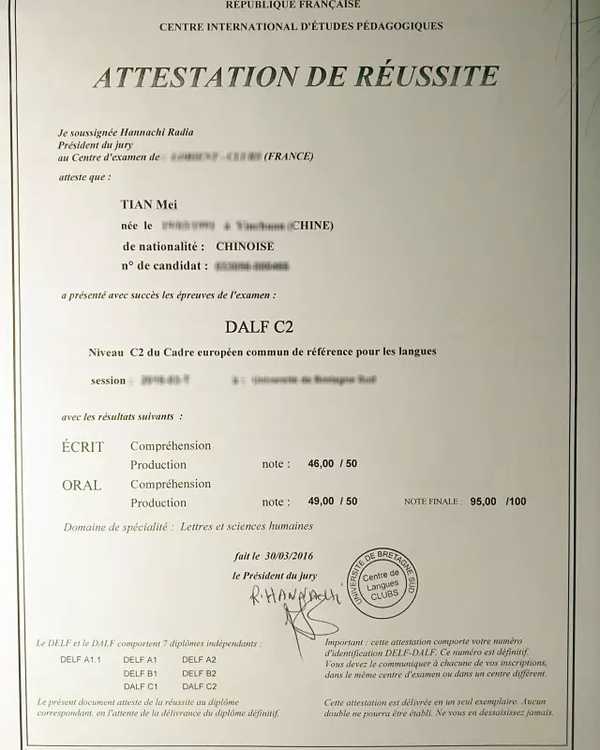 RÉPUBLIQUE FRANÇAISE
CENTRE INTERNATIONAL D'ÉTUDES PÉDAGOGIQUES
ATTESTATION DE RÉUSSITE
Je soussignée Hannachi Radia
Président du jury
au Centre d'examen de (FRANCE)
atteste que :
TIAN Mei
née le (CHINE)
de nationalité : CHINOISE
n° de candidat :
a présenté avec succès les épreuves de l'examen :
DALF C2
Niveau C2 du Cadre européen commun de référence pour les langues
session
avec les résultats suivants :
ÉCRIT Compréhension
Production note : 46,00 / 50
ORAL Compréhension
Production note : 49,00 / 50 NOTE FINALE : 95,00 /100
Domaine de spécialité : Lettres et sciences humaines
fait le 30/03/2016
le Président du jury
R.HANNACHI
UNIVERSITE DE BRETAGNE SUD
Centre de
Langues
CLUBS
Le DELF et le DALF comportent 7 diplômes indépendants :
DELF A1.1 DELF A1 DELF A2
DELF B1 DELF B2
DALF C1 DALF C2
Le présent document atteste de la réussite au diplôme
correspondant, en l'attente de la délivrance du diplôme définitif.
Important : cette attestation comporte votre numéro
d'identification DELF-DALF. Ce numéro est définitif.
Vous devez le communiquer à chacune de vos inscriptions,
dans le même centre d'examen ou dans un centre différent.
Cette attestation est délivrée en un seul exemplaire. Aucun
double ne pourra être établi. Ne vous en dessaisissez jamais.